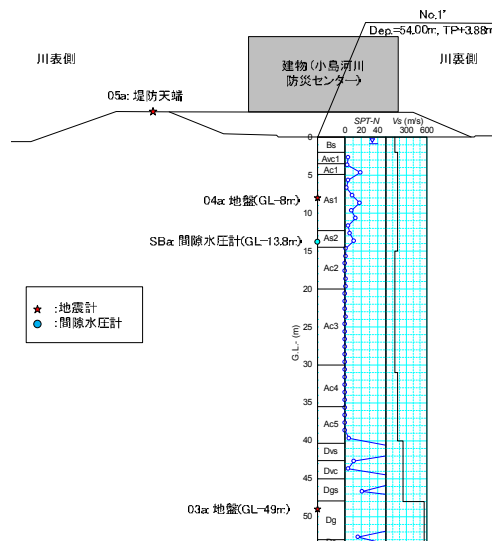 No.1'
Dep.=54.00m, TP+3.88m
川表側
建物(小島河川
防災センター)
川裏側
05a: 堤防天端
SPT-N
Vs (m/s)
0 20 40
300 600
0
Bs
Avc1
Ac1
5
04a: 地盤(GL-8m)
As1
10
SBa: 間隙水圧計(GL-13.8m)
As2
15
Ac2
20
:地震計
:間隙水圧計
G.L.- (m)
Ac3
25
30
Ac4
35
Ac5
40
Dvs
Dvc
45
Dgs
03a: 地盤(GL-49m)
50
Dg